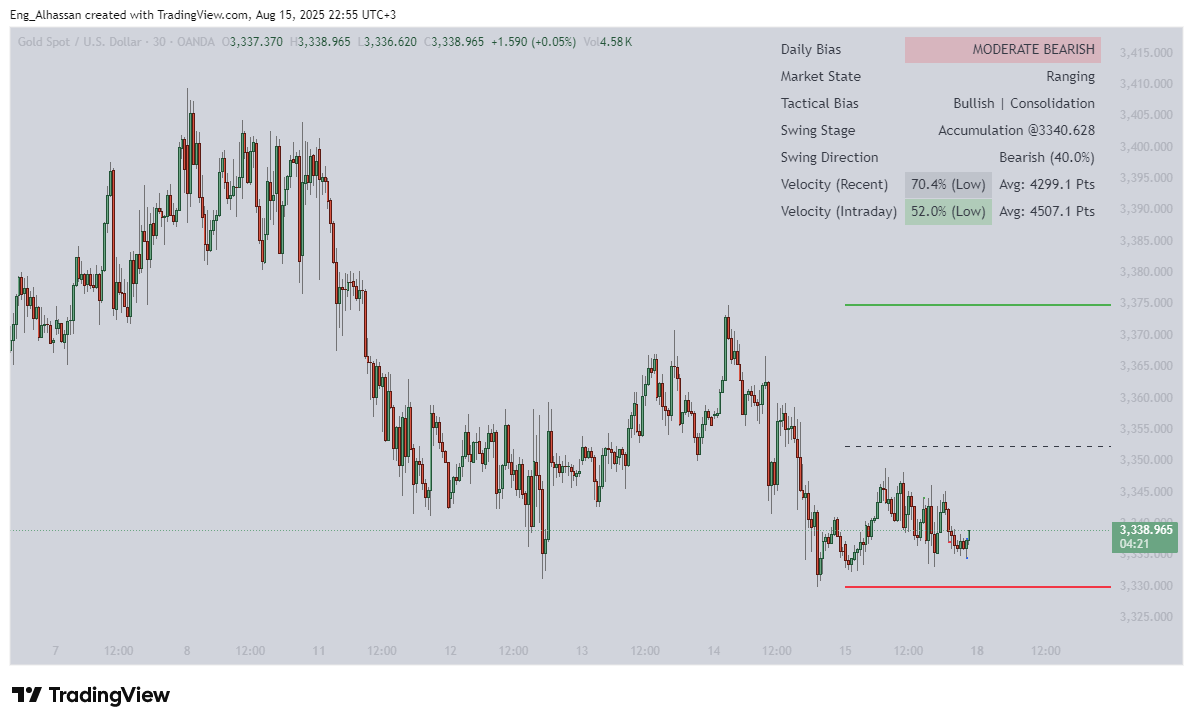 Eng_Alhassan created with TradingView.com, Aug 15, 2025 22:55 UTC+3
Gold Spot / U.S. Dollar · 30 · OANDA O3,337.370 H3,338.965 L3,336.620 C3,338.965 +1.590 (+0.05%) Vol4.58 K
Daily Bias MODERATE BEARISH
Market State Ranging
Tactical Bias Bullish | Consolidation
Swing Stage Accumulation @3340.628
Swing Direction Bearish (40.0%)
Velocity (Recent) 70.4% (Low) Avg: 4299.1 Pts
Velocity (Intraday) 52.0% (Low) Avg: 4507.1 Pts
3,415.000
3,410.000
3,405.000
3,400.000
3,395.000
3,390.000
3,385.000
3,380.000
3,375.000
3,370.000
3,365.000
3,360.000
3,355.000
3,350.000
3,345.000
3,338.965
04:21
3,330.000
3,325.000
7 12:00 8 12:00 11 12:00 12 12:00 13 12:00 14 12:00 15 12:00 18 12:00
TradingView